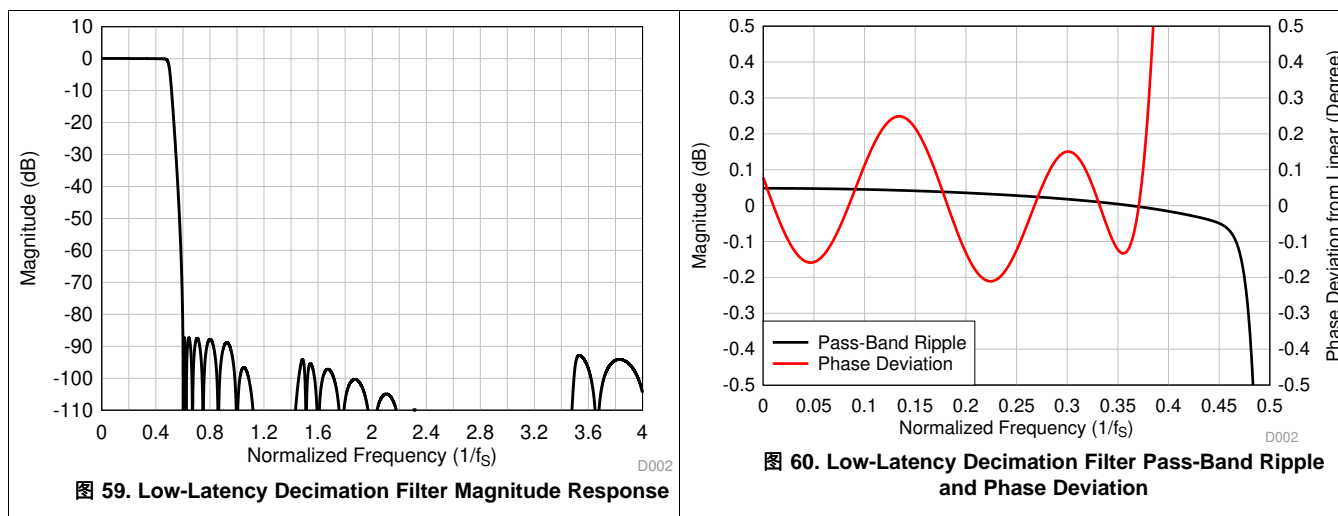 10
0
-10
-20
-30
-40
-50
-60
-70
-80
-90
-100
-110
Magnitude (dB)
0 0.4 0.8 1.2 1.6 2 2.4 2.8 3.2 3.6 4
Normalized Frequency (1/fS)
D002
图 59. Low-Latency Decimation Filter Magnitude Response
0.5
0.4
0.3
0.2
0.1
0
-0.1
-0.2
-0.3
-0.4
-0.5
Magnitude (dB)
Pass-Band Ripple
Phase Deviation
0.5
0.4
0.3
0.2
0.1
0
-0.1
-0.2
-0.3
-0.4
-0.5
Phase Deviation from Linear (Degree)
0 0.05 0.1 0.15 0.2 0.25 0.3 0.35 0.4 0.45 0.5
Normalized Frequency (1/fS)
D002
图 60. Low-Latency Decimation Filter Pass-Band Ripple
and Phase Deviation